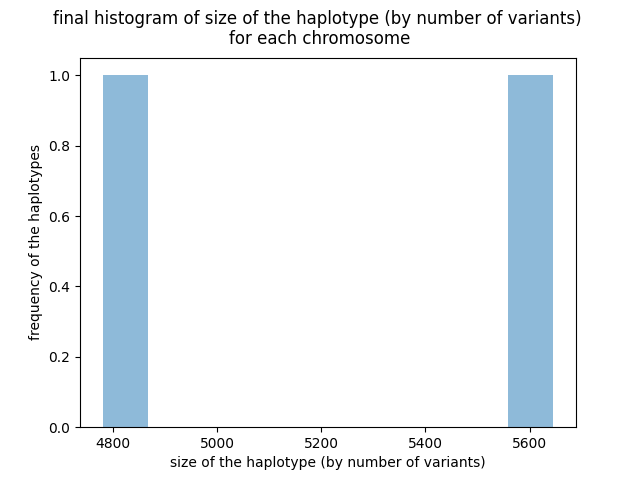 final histogram of size of the haplotype (by number of variants)
for each chromosome
frequency of the haplotypes
1.0
0.8
0.6
0.4
0.2
0.0
4800 5000 5200 5400 5600
size of the haplotype (by number of variants)